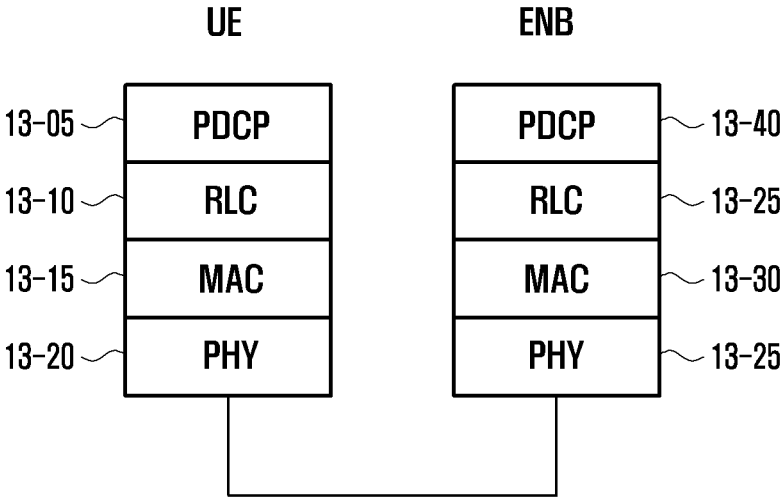 UE ENB
13-05 PDCP PDCP 13-40
13-10 RLC RLC 13-25
13-15 MAC MAC 13-30
13-20 PHY PHY 13-25